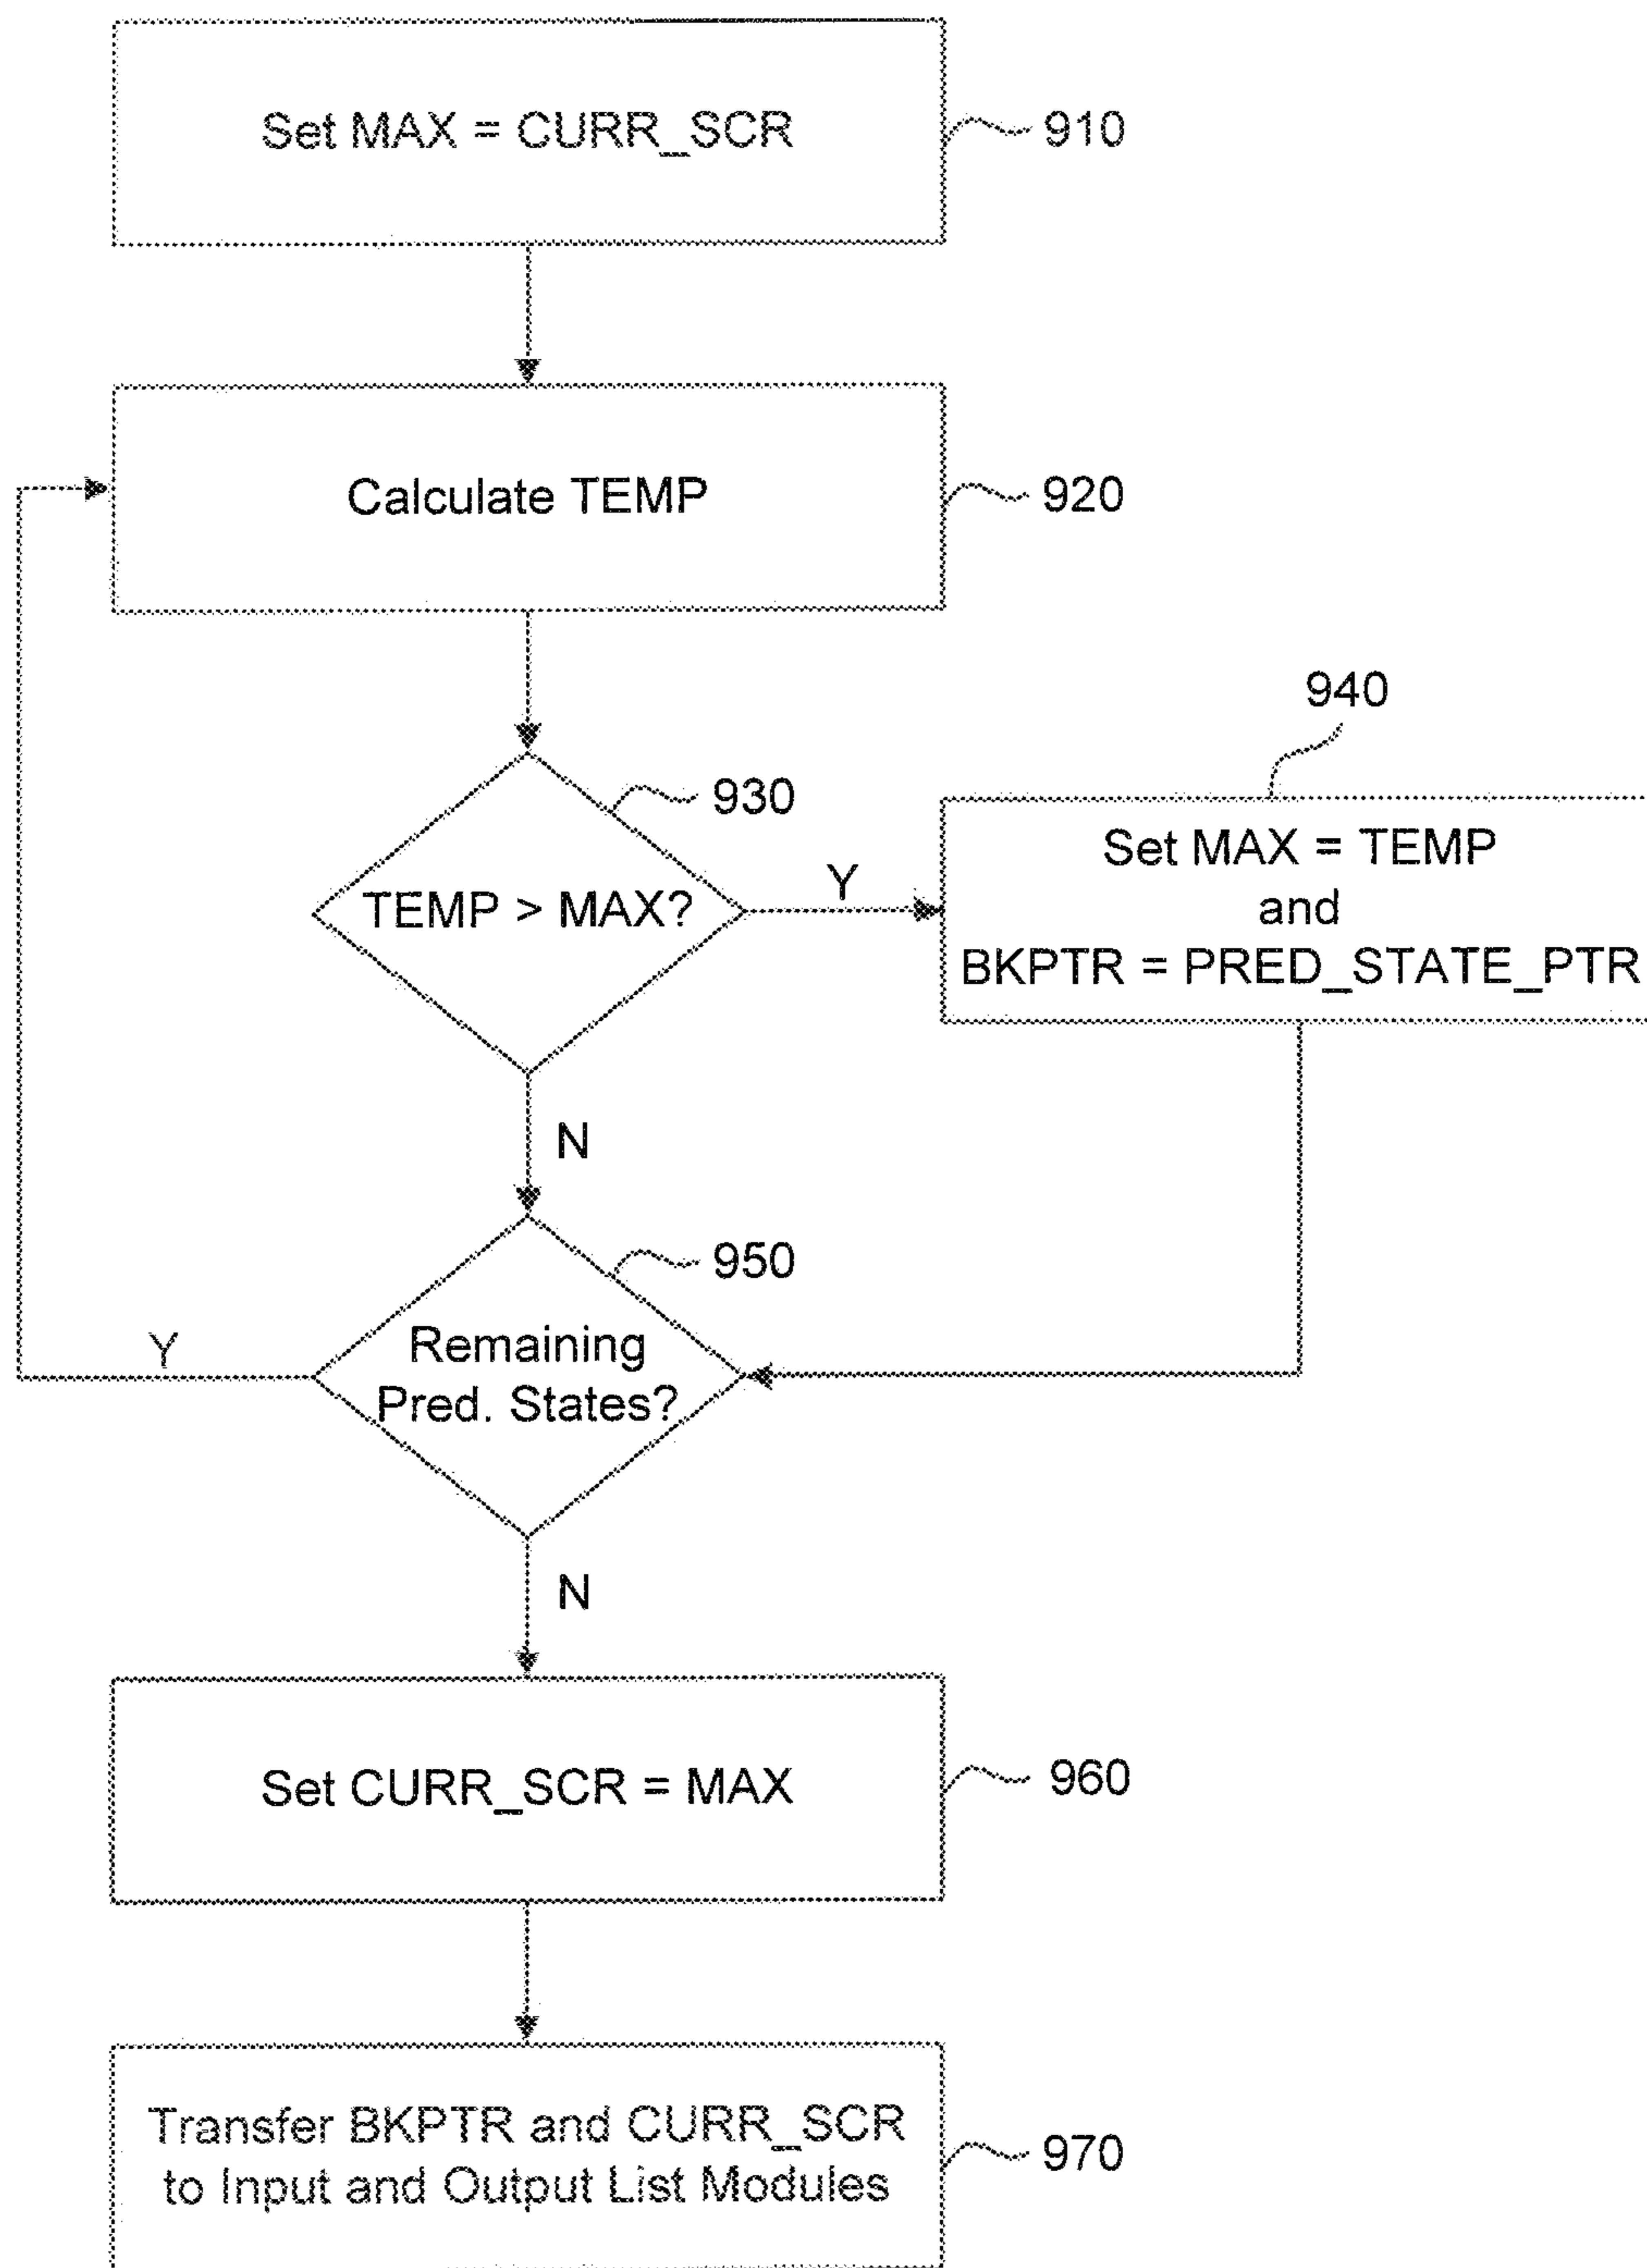 Set MAX = CURR_SCR
910
Calculate TEMP
920
930
TEMP > MAX?
Y
940
Set MAX = TEMP
and
BKPTR = PRED_STATE_PTR
N
950
Remaining
Pred. States?
Y
N
Set CURR_SCR = MAX
960
Transfer BKPTR and CURR_SCR
to Input and Output List Modules
970